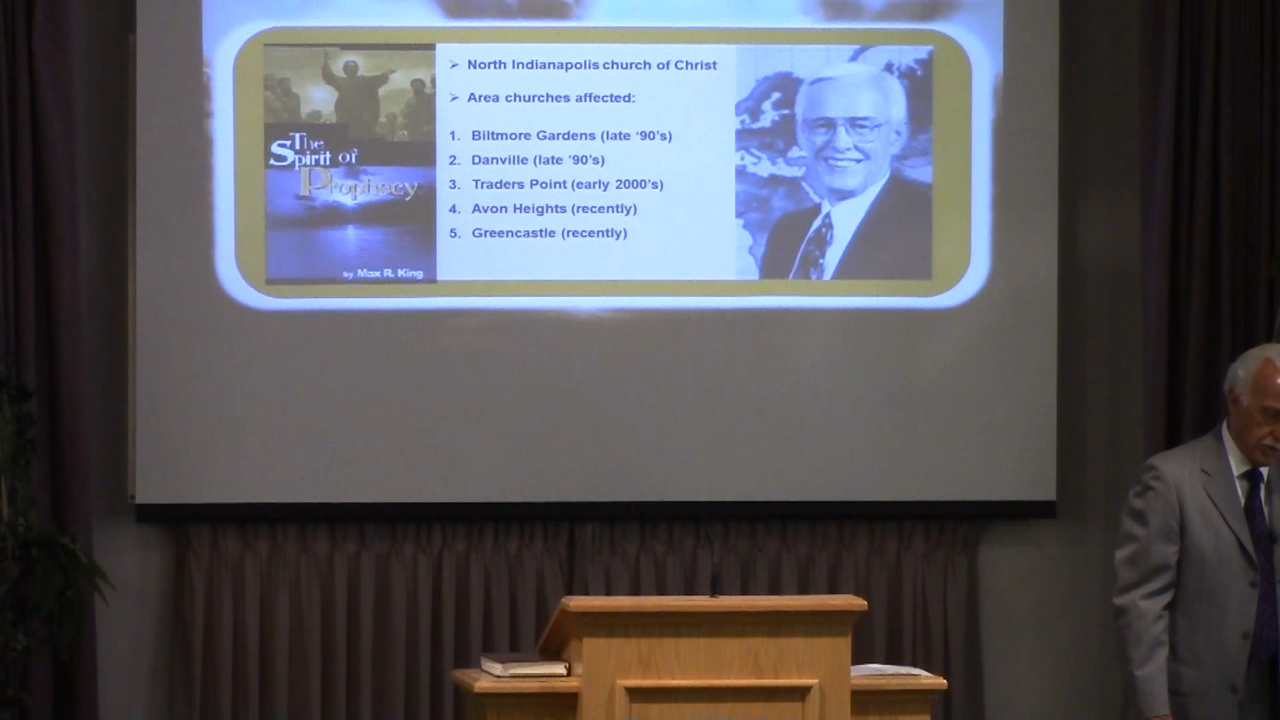 The
Spirit of
Prophecy
by Max R. King
➢ North Indianapolis church of Christ
➢ Area churches affected:
1. Biltmore Gardens (late ‘90’s)
2. Danville (late ’90’s)
3. Traders Point (early 2000’s)
4. Avon Heights (recently)
5. Greencastle (recently)